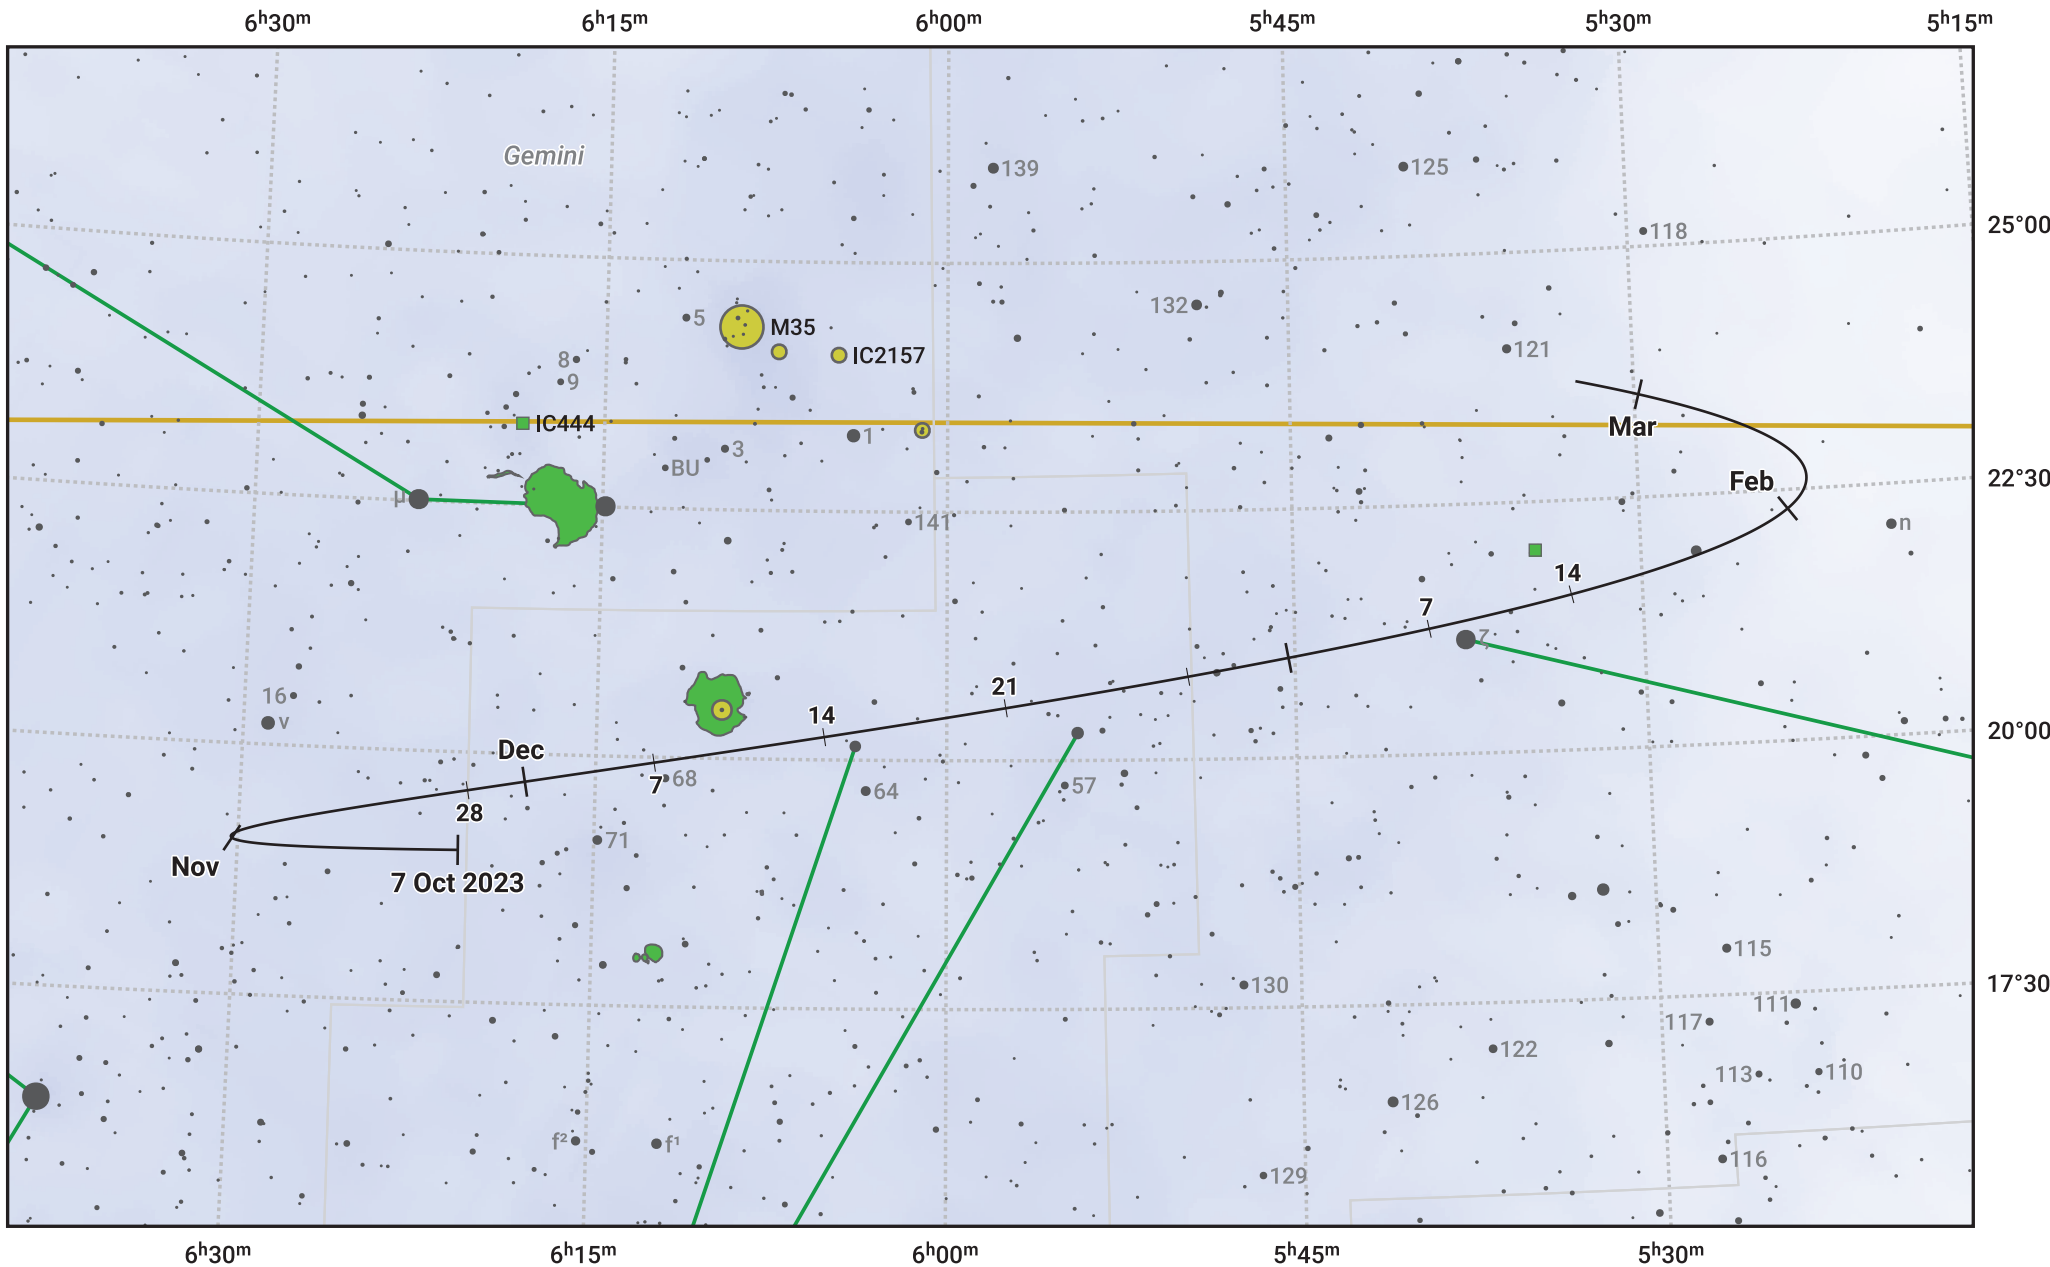 6ʰ30ᵐ 6ʰ15ᵐ 6ʰ00ᵐ 5ʰ45ᵐ 5ʰ30ᵐ 5ʰ15ᵐ
Gemini
139
125
25°00
118
132
5
M35
121
IC2157
8
9
IC444
Mar
1
3
BU
Feb
22°30
μ
141
n
14
7
7
21
16
ν
14
20°00
Dec
68
7
57
64
28
71
Nov
7 Oct 2023
115
130
17°30
111
117
122
113
110
126
f²
f¹
116
129
6ʰ30ᵐ 6ʰ15ᵐ 6ʰ00ᵐ 5ʰ45ᵐ 5ʰ30ᵐ